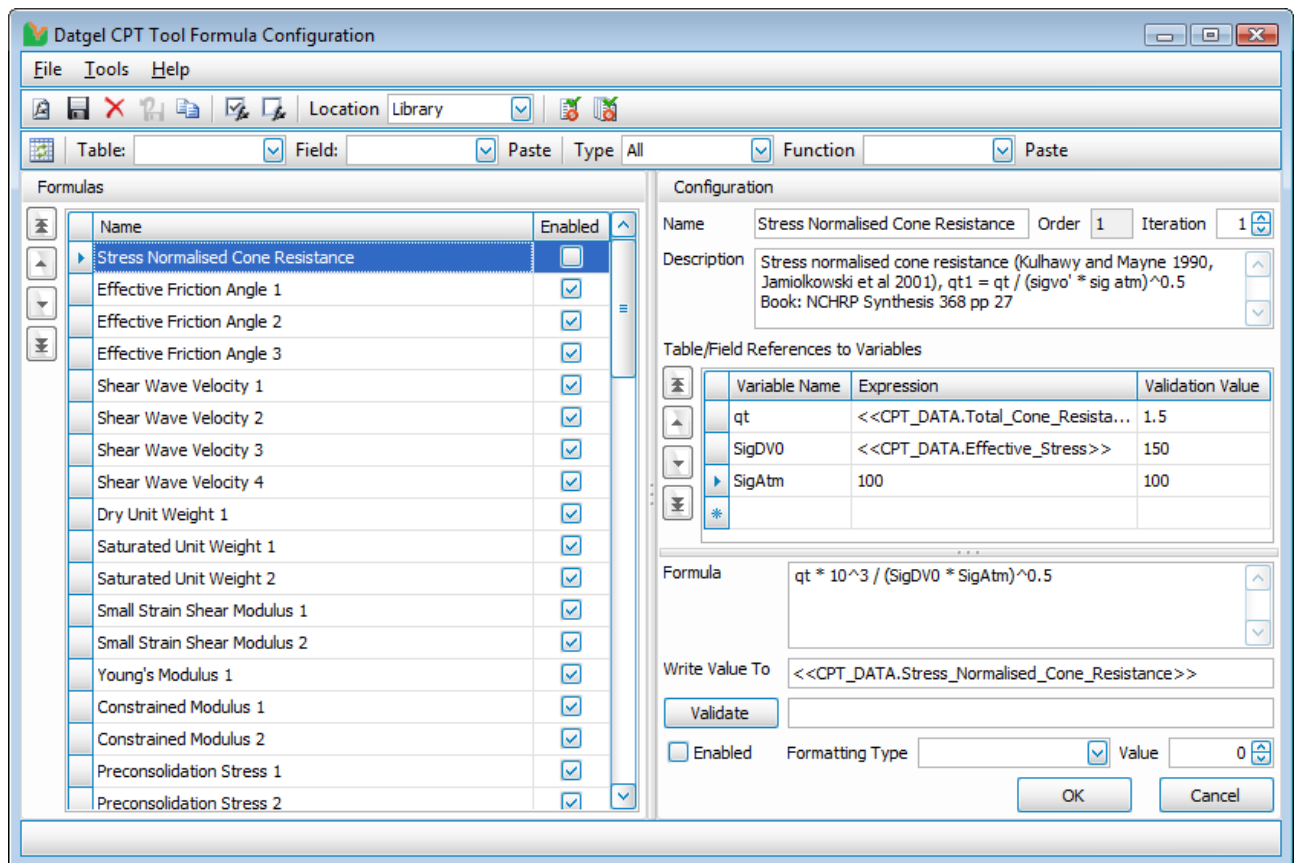 Datgel CPT Tool Formula Configuration
File Tools Help
Location Library
Table: Field: Paste Type All Function Paste
Formulas
Name Enabled
Stress Normalised Cone Resistance
Effective Friction Angle 1
Effective Friction Angle 2
Effective Friction Angle 3
Shear Wave Velocity 1
Shear Wave Velocity 2
Shear Wave Velocity 3
Shear Wave Velocity 4
Dry Unit Weight 1
Saturated Unit Weight 1
Saturated Unit Weight 2
Small Strain Shear Modulus 1
Small Strain Shear Modulus 2
Young's Modulus 1
Constrained Modulus 1
Constrained Modulus 2
Preconsolidation Stress 1
Preconsolidation Stress 2
Configuration
Name Stress Normalised Cone Resistance Order 1 Iteration 1
Description Stress normalised cone resistance (Kulhawy and Mayne 1990,
Jamiolkowski et al 2001), qt1 = qt / (sigvo' * sig atm)^0.5
Book: NCHRP Synthesis 368 pp 27
Table/Field References to Variables
Variable Name Expression Validation Value
qt <<CPT_DATA.Total_Cone_Resista... 1.5
SigDV0 <<CPT_DATA.Effective_Stress>> 150
SigAtm 100 100
Formula qt * 10^3 / (SigDV0 * SigAtm)^0.5
Write Value To <<CPT_DATA.Stress_Normalised_Cone_Resistance>>
Validate
Enabled Formatting Type Value 0
OK Cancel